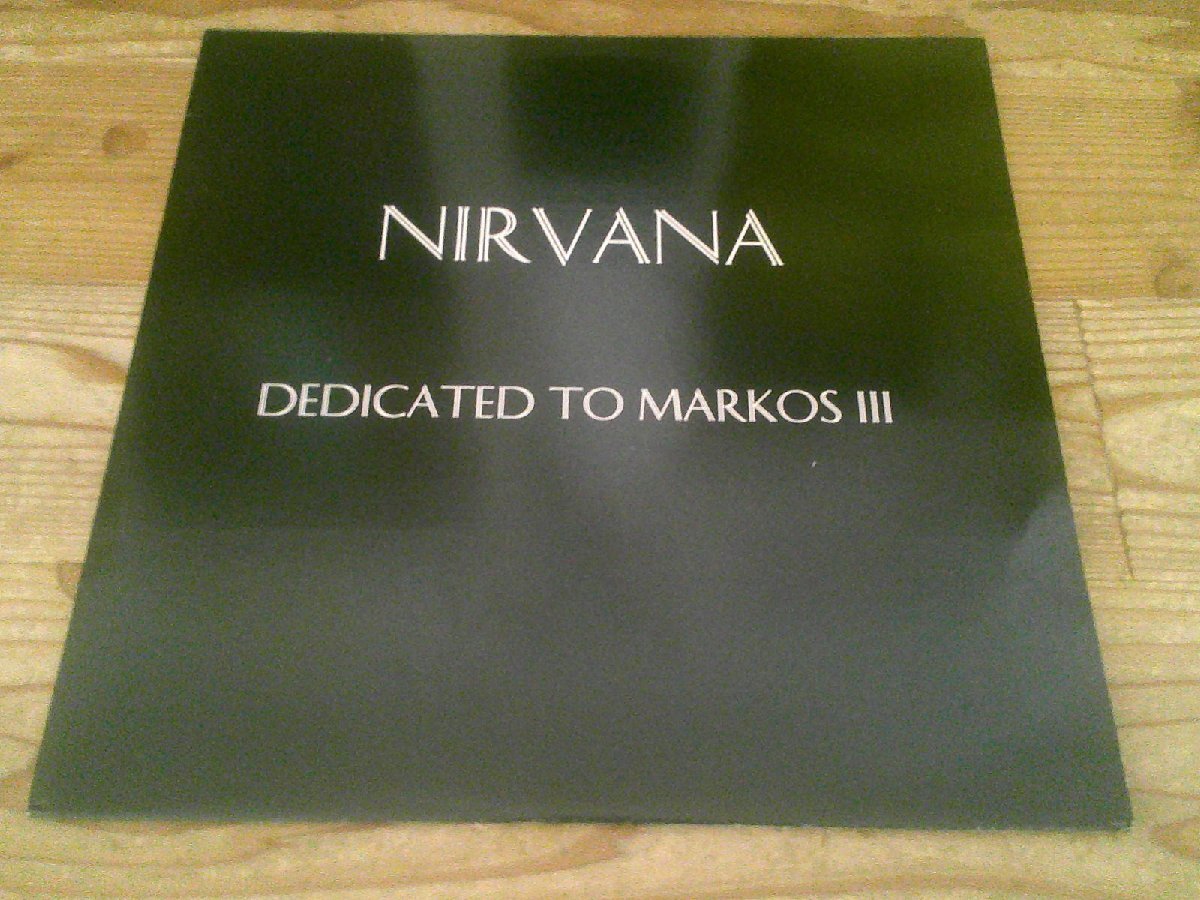 NIRVANA
DEDICATED TO MARKOS III